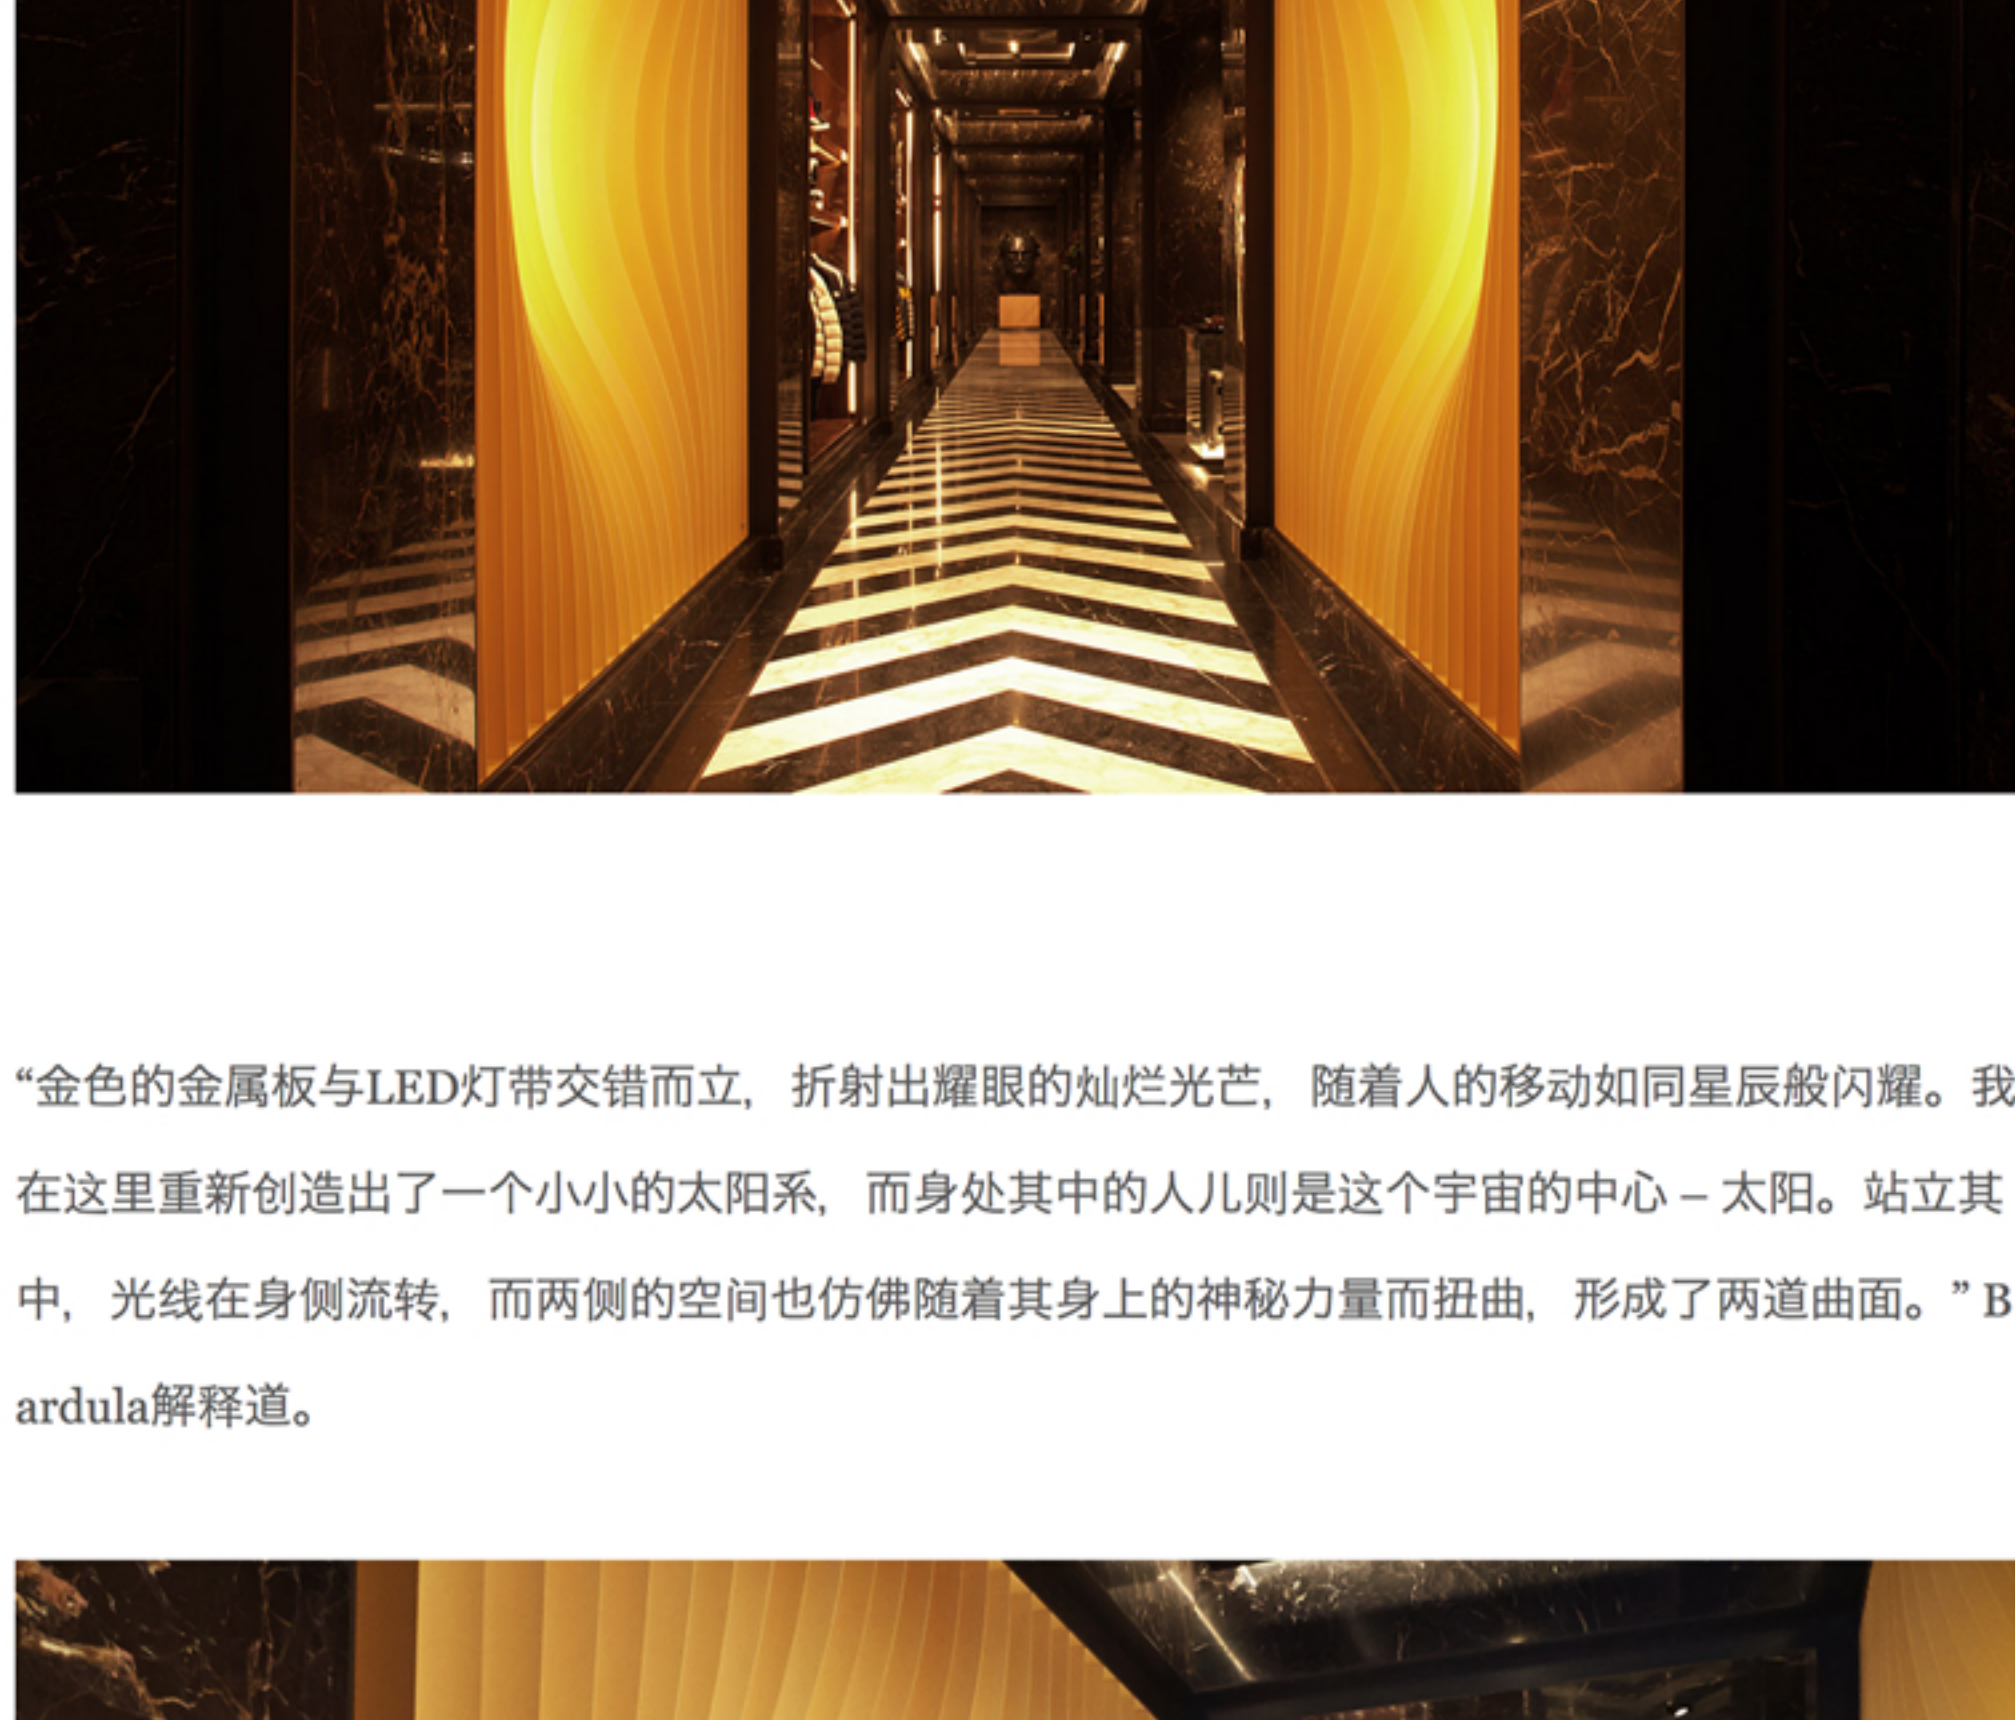 “金色的金属板与LED灯带交错而立，折射出耀眼的灿烂光芒，随着人的移动如同星辰般闪耀。我
在这里重新创造出了一个小小的太阳系，而身处其中的人儿则是这个宇宙的中心 – 太阳。站立其
中，光线在身侧流转，而两侧的空间也仿佛随着其身上的神秘力量而扭曲，形成了两道曲面。” B
ardula解释道。